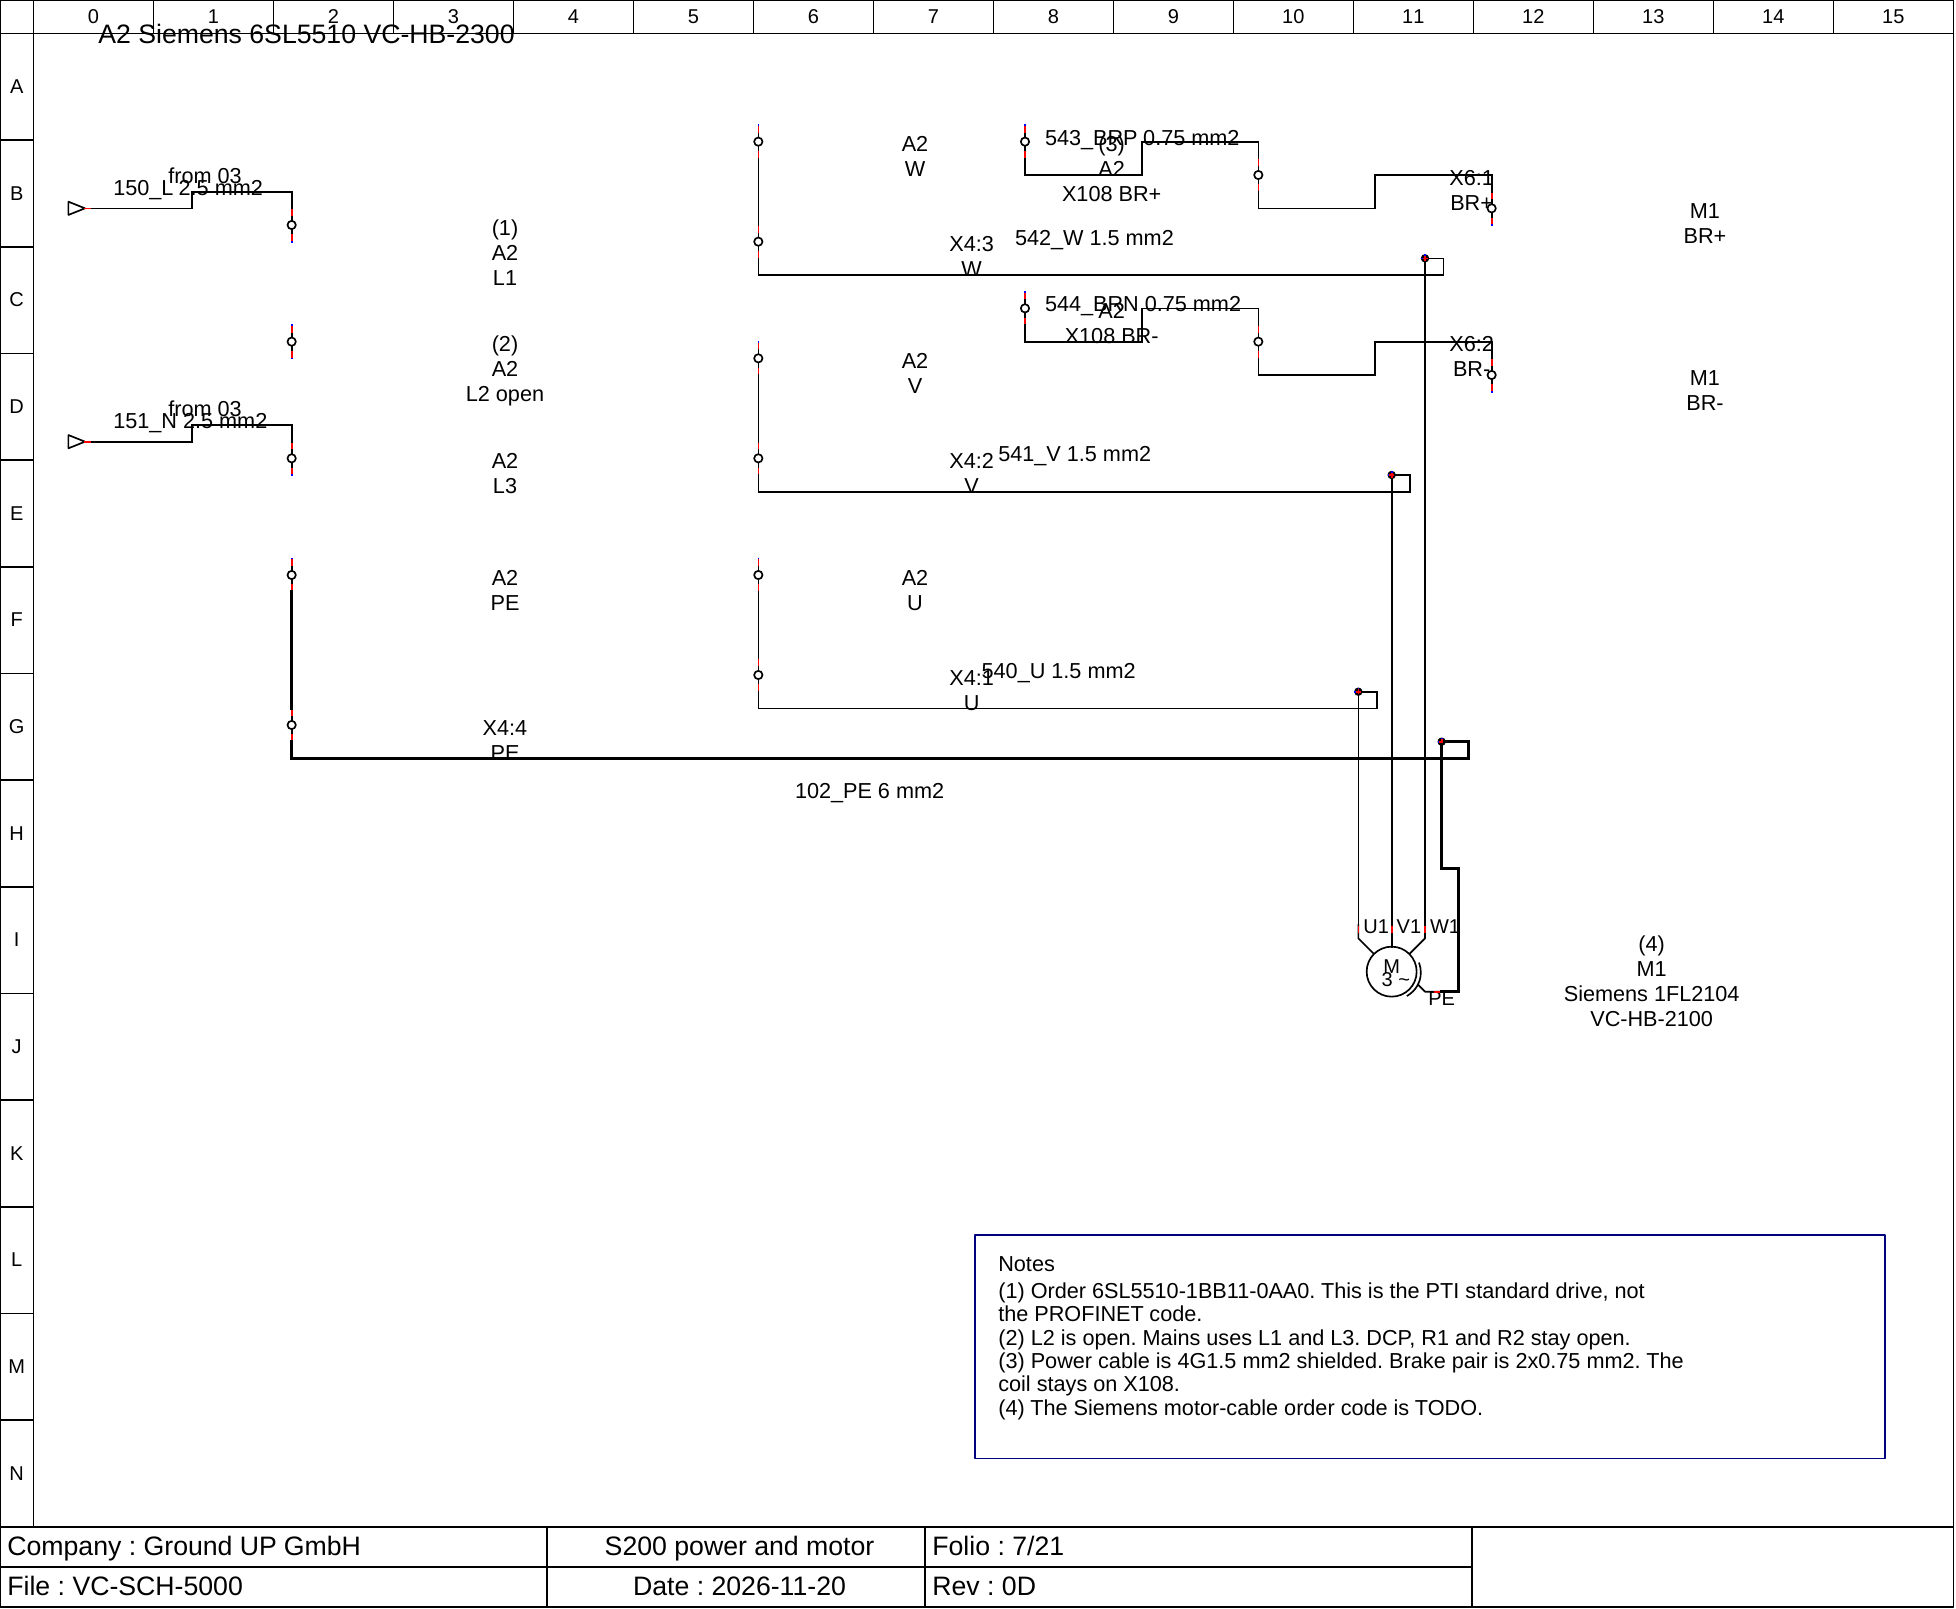 0 1 2 3 4 5 6 7 8 9 10 11 12 13 14 15
A2 Siemens 6SL5510 VC-HB-2300
A
B
C
D
E
F
G
H
I
J
K
L
M
N
from 03
150_L 2.5 mm2
(1)
A2
L1
(2)
A2
L2 open
from 03
151_N 2.5 mm2
A2
L3
A2
PE
X4:4
PE
102_PE 6 mm2
A2
W
X4:3
W
542_W 1.5 mm2
A2
V
X4:2
V
541_V 1.5 mm2
A2
U
X4:1
U
540_U 1.5 mm2
543_BRP 0.75 mm2
(3)
A2
X108 BR+
544_BRN 0.75 mm2
A2
X108 BR-
X6:1
BR+
X6:2
BR-
M1
BR+
M1
BR-
U1 V1 W1
M
3 ~
PE
(4)
M1
Siemens 1FL2104
VC-HB-2100
Notes
(1) Order 6SL5510-1BB11-0AA0. This is the PTI standard drive, not
the PROFINET code.
(2) L2 is open. Mains uses L1 and L3. DCP, R1 and R2 stay open.
(3) Power cable is 4G1.5 mm2 shielded. Brake pair is 2x0.75 mm2. The
coil stays on X108.
(4) The Siemens motor-cable order code is TODO.
Company : Ground UP GmbH
S200 power and motor
Folio : 7/21
File : VC-SCH-5000
Date : 2026-11-20
Rev : 0D